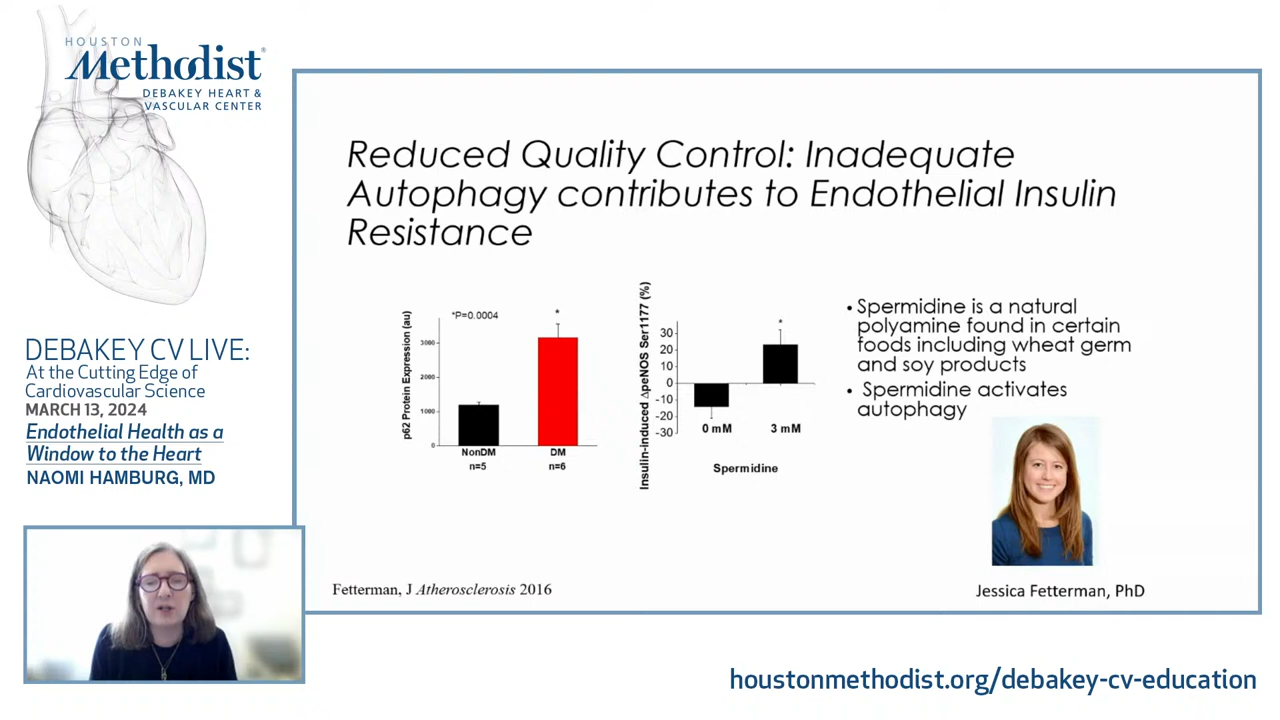 HOUSTON
Methodist®
DEBAKEY HEART &
VASCULAR CENTER
DEBAKEY CV LIVE:
At the Cutting Edge of
Cardiovascular Science
MARCH 13, 2024
Endothelial Health as a
Window to the Heart
NAOMI HAMBURG, MD
Reduced Quality Control: Inadequate
Autophagy contributes to Endothelial Insulin
Resistance
p62 Protein Expression (au)
*P=0.0004
*
3000
2000
1000
0
NonDM
DM
n=5
n=6
Insulin-induced ∆peNOS Ser1177 (%)
*
30
20
10
0
-10
-20
-30
0 mM
3 mM
Spermidine
• Spermidine is a natural
polyamine found in certain
foods including wheat germ
and soy products
• Spermidine activates
autophagy
Fetterman, J Atherosclerosis 2016
Jessica Fetterman, PhD
houstonmethodist.org/debakey-cv-education